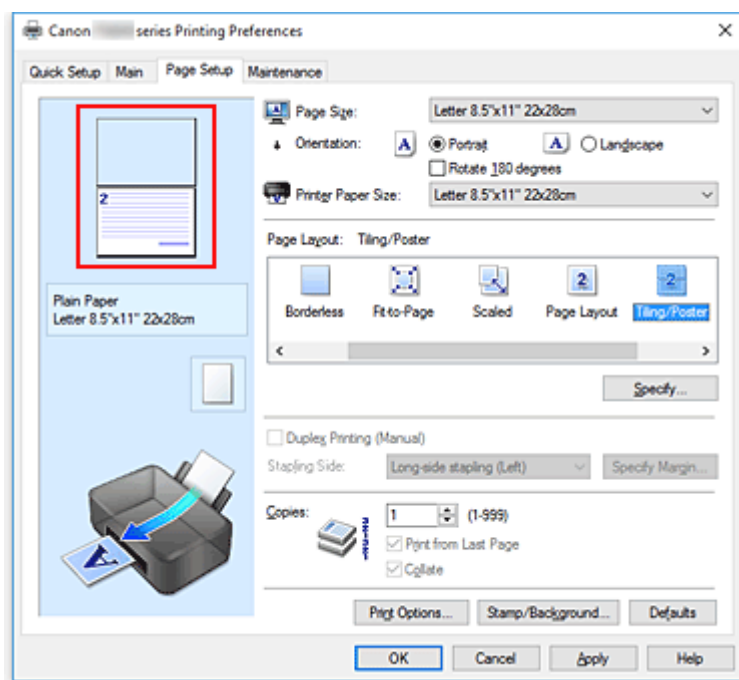 Canon series Printing Preferences
Quick Setup Main Page Setup Maintenance
Page Size: Letter 8.5"x11" 22x28cm
Orientation: A Portrait A Landscape
Rotate 180 degrees
Printer Paper Size: Letter 8.5"x11" 22x28cm
2
Page Layout: Tiling/Poster
2 2
Plain Paper
Letter 8.5"x11" 22x28cm
Borderless Fit-to-Page Scaled Page Layout Tiling/Poster
Specify...
Duplex Printing (Manual)
Stapling Side: Long-side stapling (Left) Specify Margin...
Copies: 1 (1-999)
Print from Last Page
Collate
A
Print Options... Stamp/Background... Defaults
OK Cancel Apply Help